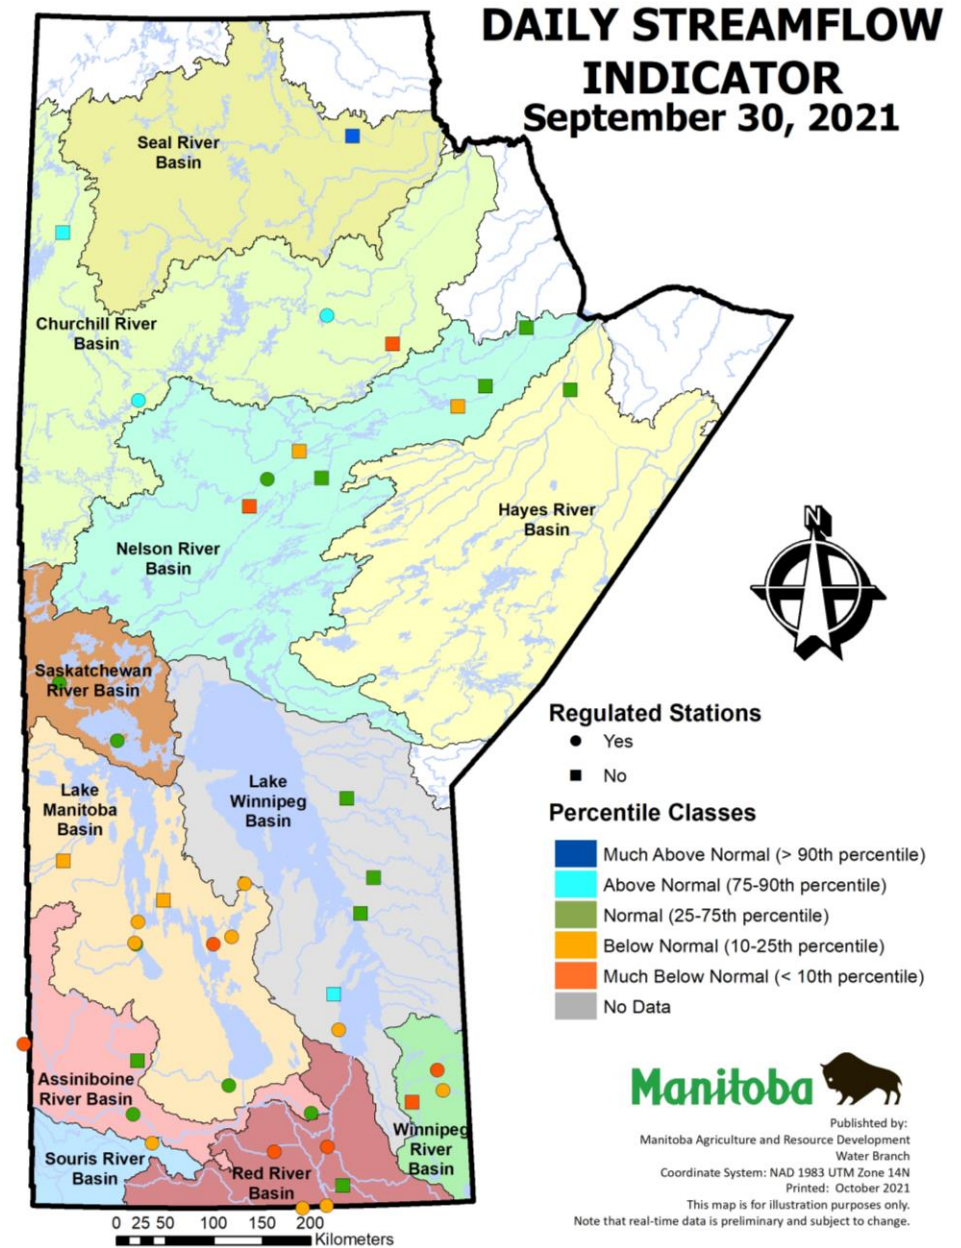 DAILY STREAMFLOW
INDICATOR
September 30, 2021
Seal River
Basin
Churchill River
Basin
Hayes River
Basin
Nelson River
Basin
N
Saskatchewan
River Basin
Lake
Manitoba
Basin
Lake
Winnipeg
Basin
Regulated Stations
Yes
No
Percentile Classes
Much Above Normal (> 90th percentile)
Above Normal (75-90th percentile)
Normal (25-75th percentile)
Below Normal (10-25th percentile)
Much Below Normal (< 10th percentile)
No Data
Assiniboine
River Basin
Souris River
Basin
Red River
Basin
Winnipeg
River
Basin
0 25 50 100 150 200
Kilometers
Manitoba
Published by:
Manitoba Agriculture and Resource Development
Water Branch
Coordinate System: NAD 1983 UTM Zone 14N
Printed: October 2021
This map is for illustration purposes only.
Note that real-time data is preliminary and subject to change.